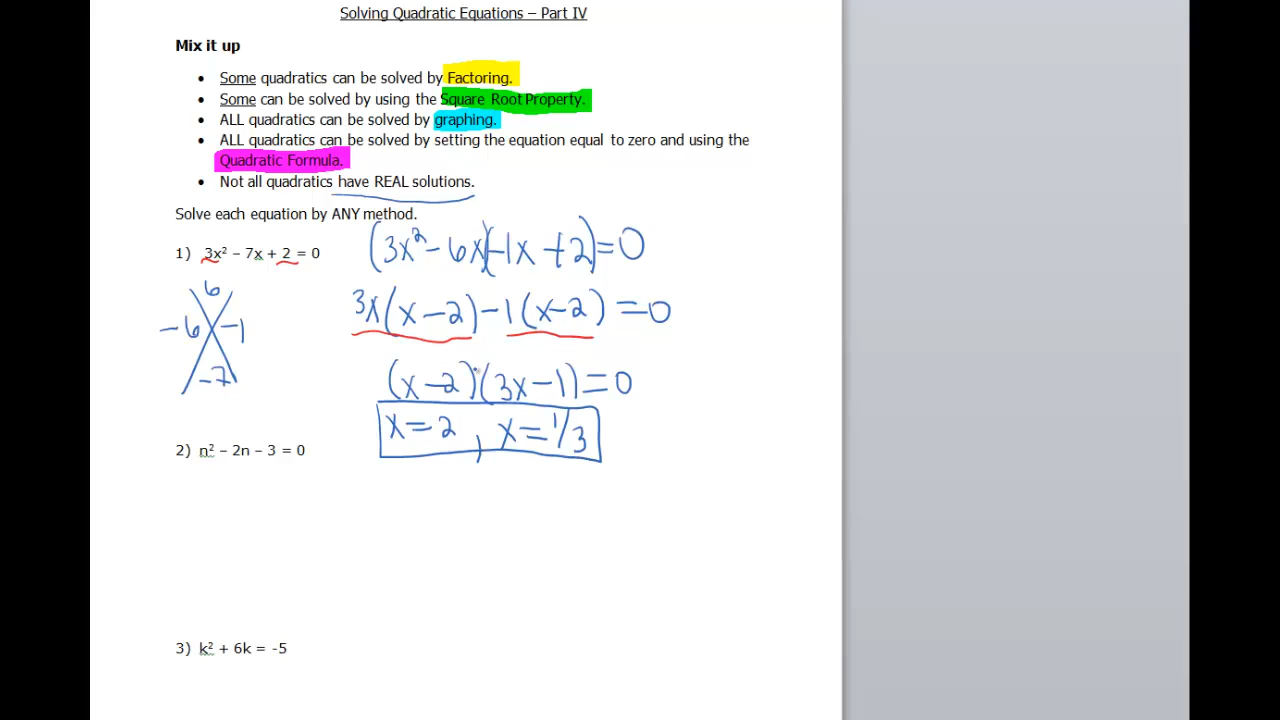 Solving Quadratic Equations – Part IV
Mix it up
• Some quadratics can be solved by Factoring.
• Some can be solved by using the Square Root Property.
• ALL quadratics can be solved by graphing.
• ALL quadratics can be solved by setting the equation equal to zero and using the
Quadratic Formula.
• Not all quadratics have REAL solutions.
Solve each equation by ANY method.
1) 3x² – 7x + 2 = 0
(3x² - 6x)(-1x + 2) = 0
6
-6 -1
-7
3x(x-2) -1(x-2) = 0
(x-2)(3x-1) = 0
x = 2 , x = 1/3
2) n² – 2n – 3 = 0
3) k² + 6k = -5